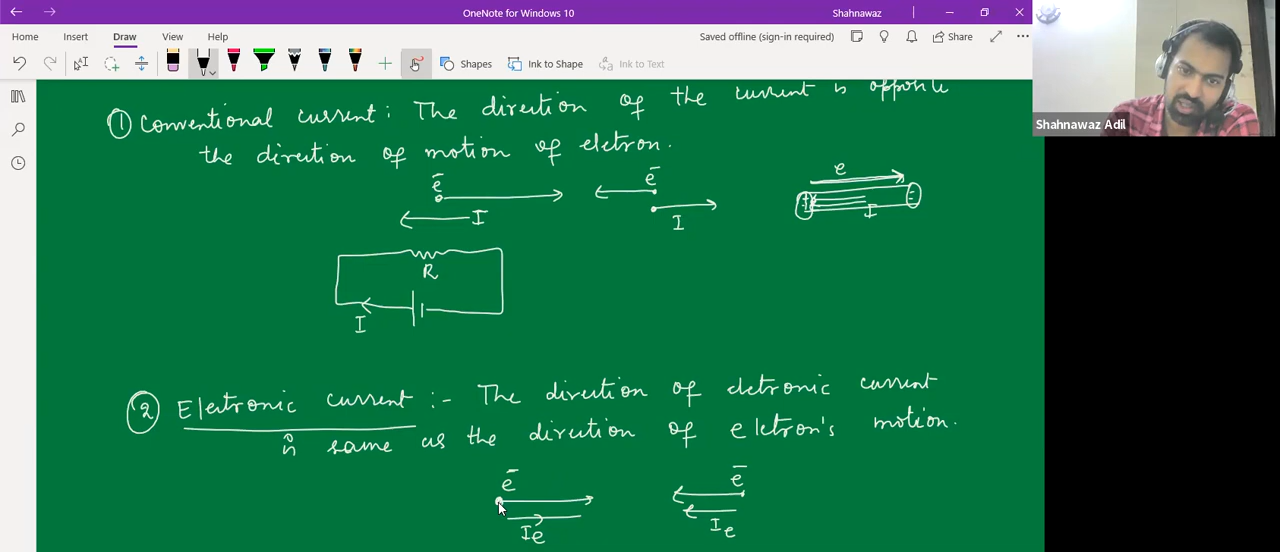 OneNote for Windows 10
Shahnawaz
Home Insert Draw View Help
Saved offline (sign-in required)
Share
Shapes
Ink to Shape
Ink to Text
Shahnawaz Adil
① Conventional current : The direction of the current is opposite
the direction of motion of eletron.
e⁻ e⁻ e
I I I
+ -
R
I
② Electronic current :- The direction of eletronic current
is same as the direction of eletron's motion.
e⁻ e⁻
Ie Ie